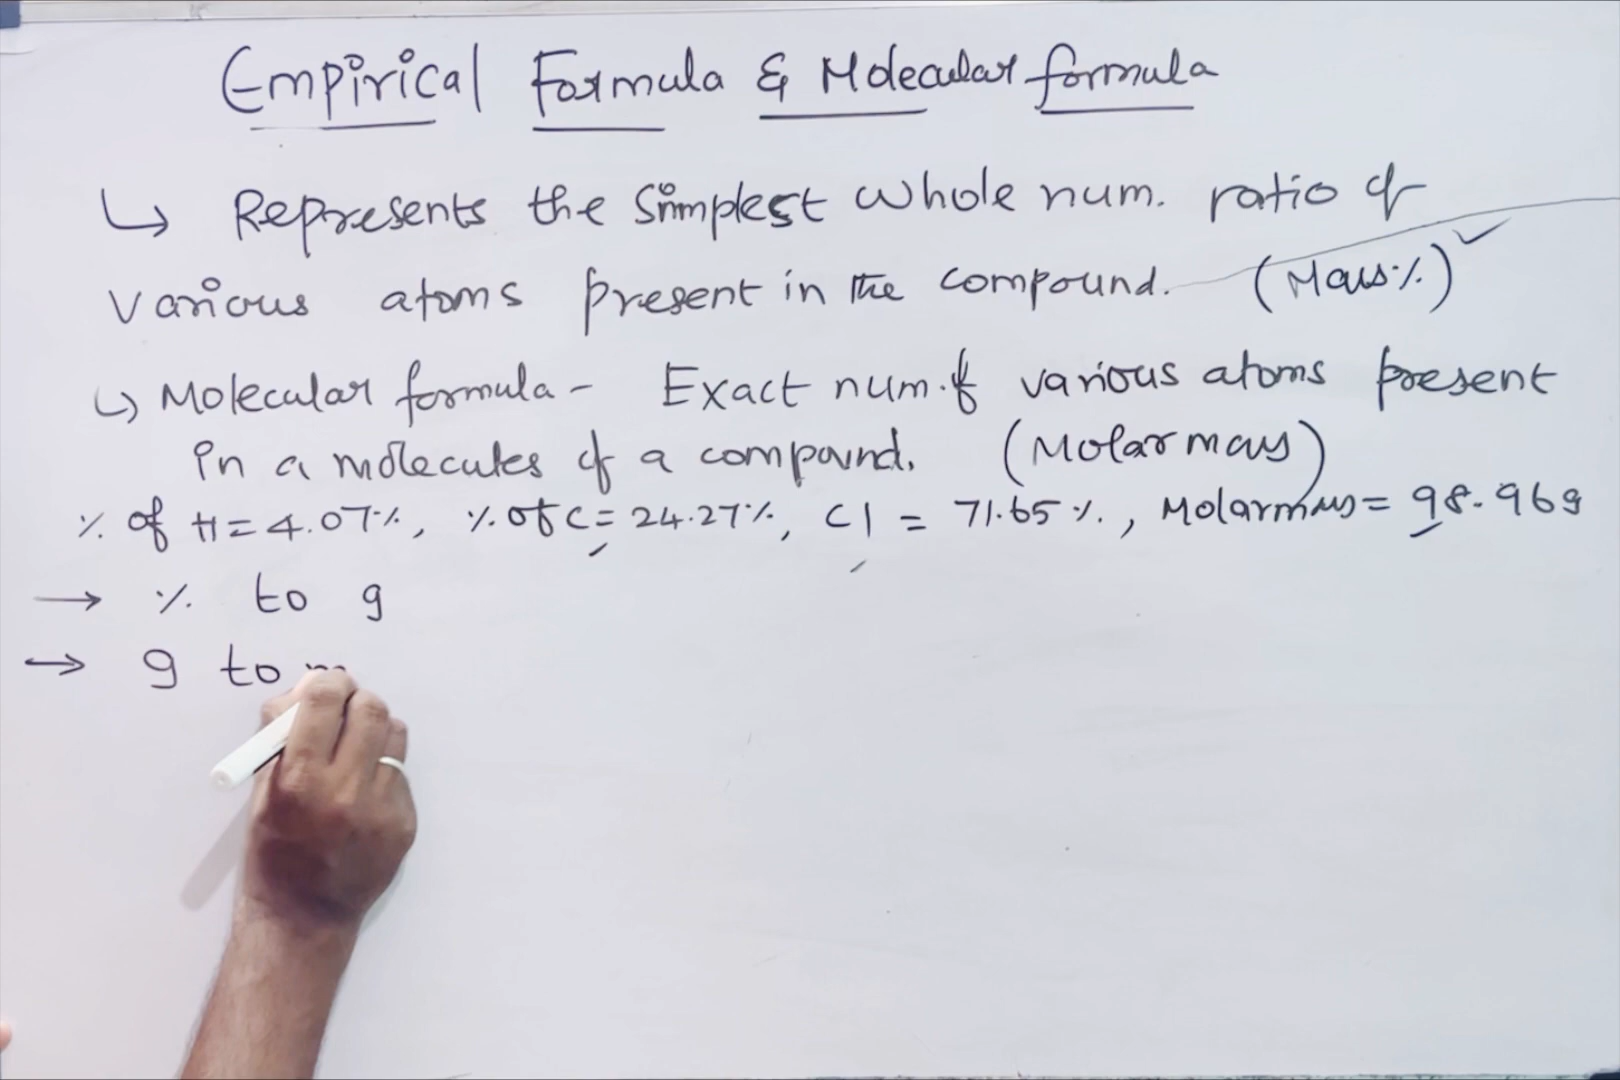 Empirical Formula & Molecular formula
↳ Represents the Simplest whole num. ratio of
various atoms present in the compound. (Mass%) ✓
↳ Molecular formula - Exact num. of various atoms present
in a molecules of a compound. (Molar mass)
% of H = 4.07%, % of C = 24.27%, Cl = 71.65%, Molarmass = 98.96g
→ % to g
→ g to